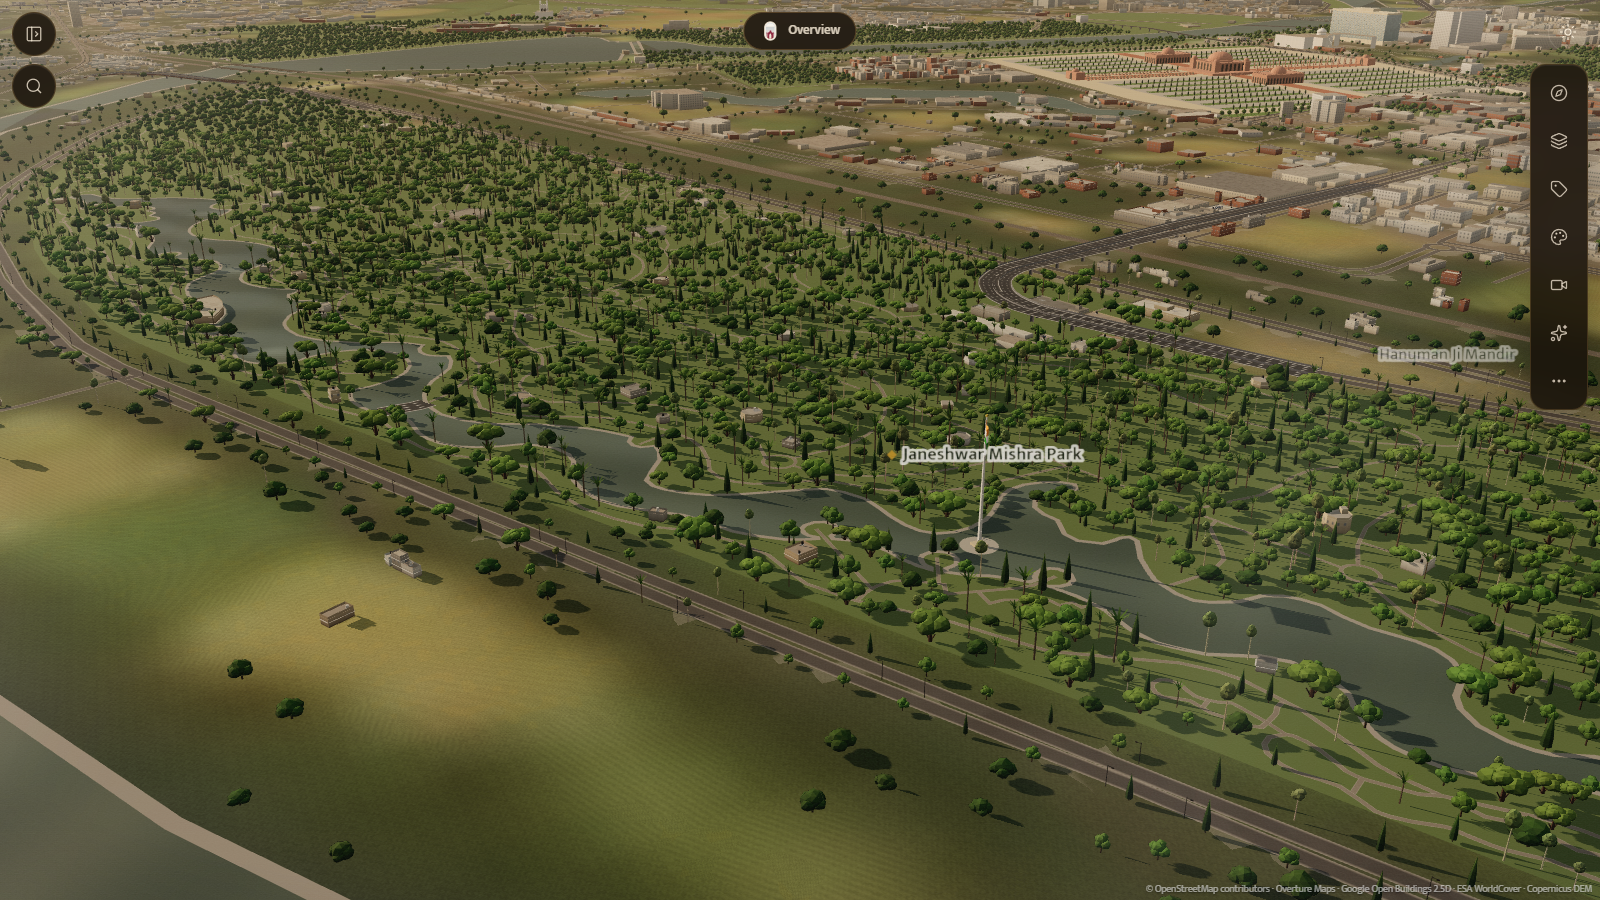 Overview
Hanuman Ji Mandir
Janeshwar Mishra Park
© OpenStreetMap contributors · Overture Maps · Google Open Buildings 2.5D · ESA WorldCover · Copernicus DEM